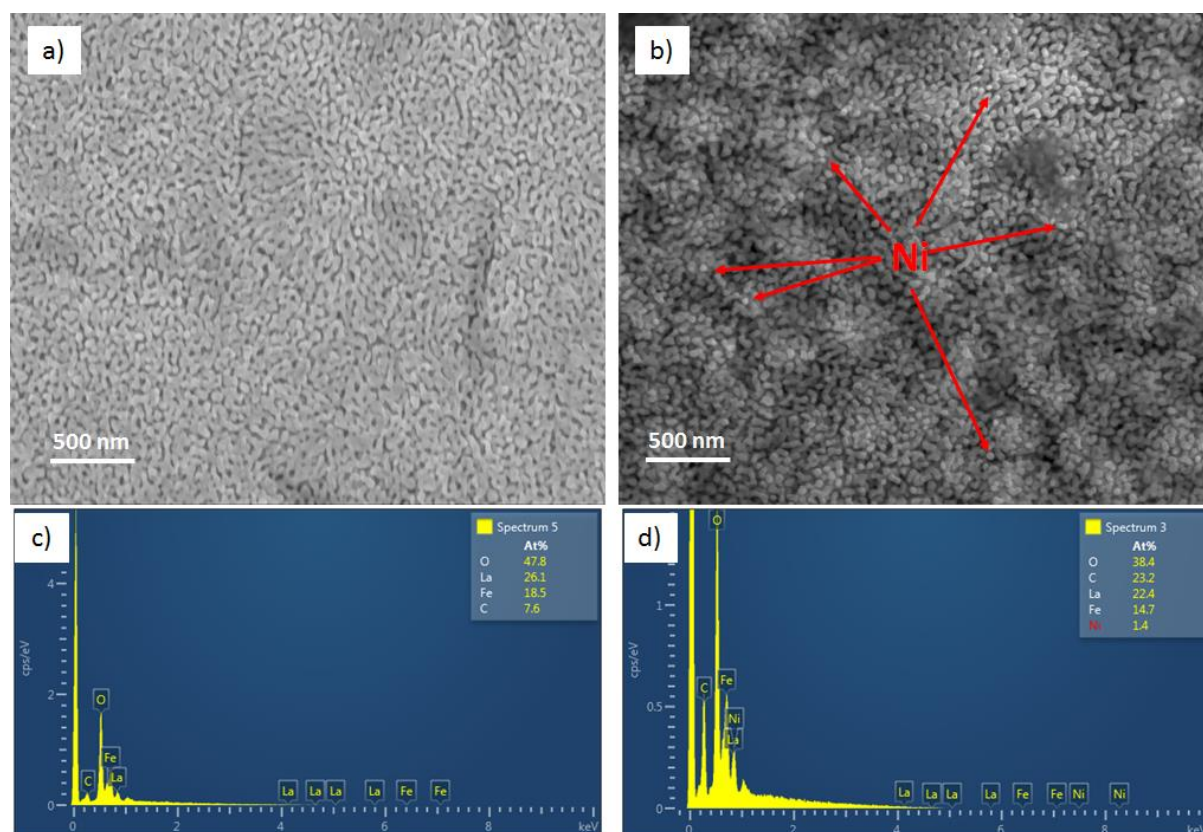 a)
500 nm
b)
Ni
500 nm
c)
Spectrum 5
At%
O 47.8
La 26.1
Fe 18.5
C 7.6
cps/eV
4
2
0
O
Fe
C
La
La
La
La
La
Fe
Fe
0
2
4
6
8
keV
d)
Spectrum 3
At%
O 38.4
C 23.2
La 22.4
Fe 14.7
Ni 1.4
cps/eV
1
0.5
0
O
C
Fe
Ni
La
La
La
La
La
Fe
Fe
Ni
Ni
0
2
4
6
8
keV